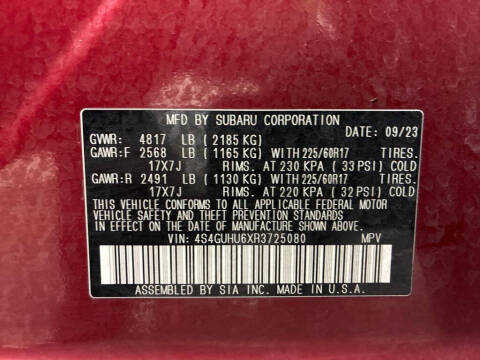 MFD BY SUBARU CORPORATION
DATE: 09/23
GVWR: 4817 LB (2185 KG)
GAWR:F 2568 LB (1165 KG) WITH 225/60R17 TIRES.
17X7J RIMS. AT 230 KPA (33 PSI) COLD
GAWR:R 2491 LB (1130 KG) WITH 225/60R17 TIRES.
17X7J RIMS. AT 220 KPA (32 PSI) COLD
THIS VEHICLE CONFORMS TO ALL APPLICABLE FEDERAL MOTOR
VEHICLE SAFETY AND THEFT PREVENTION STANDARDS IN
EFFECT ON THE DATE OF MANUFACTURE SHOWN ABOVE.
VIN: 4S4GUHU6XR3725080 MPV
ASSEMBLED BY SIA INC. MADE IN U.S.A.